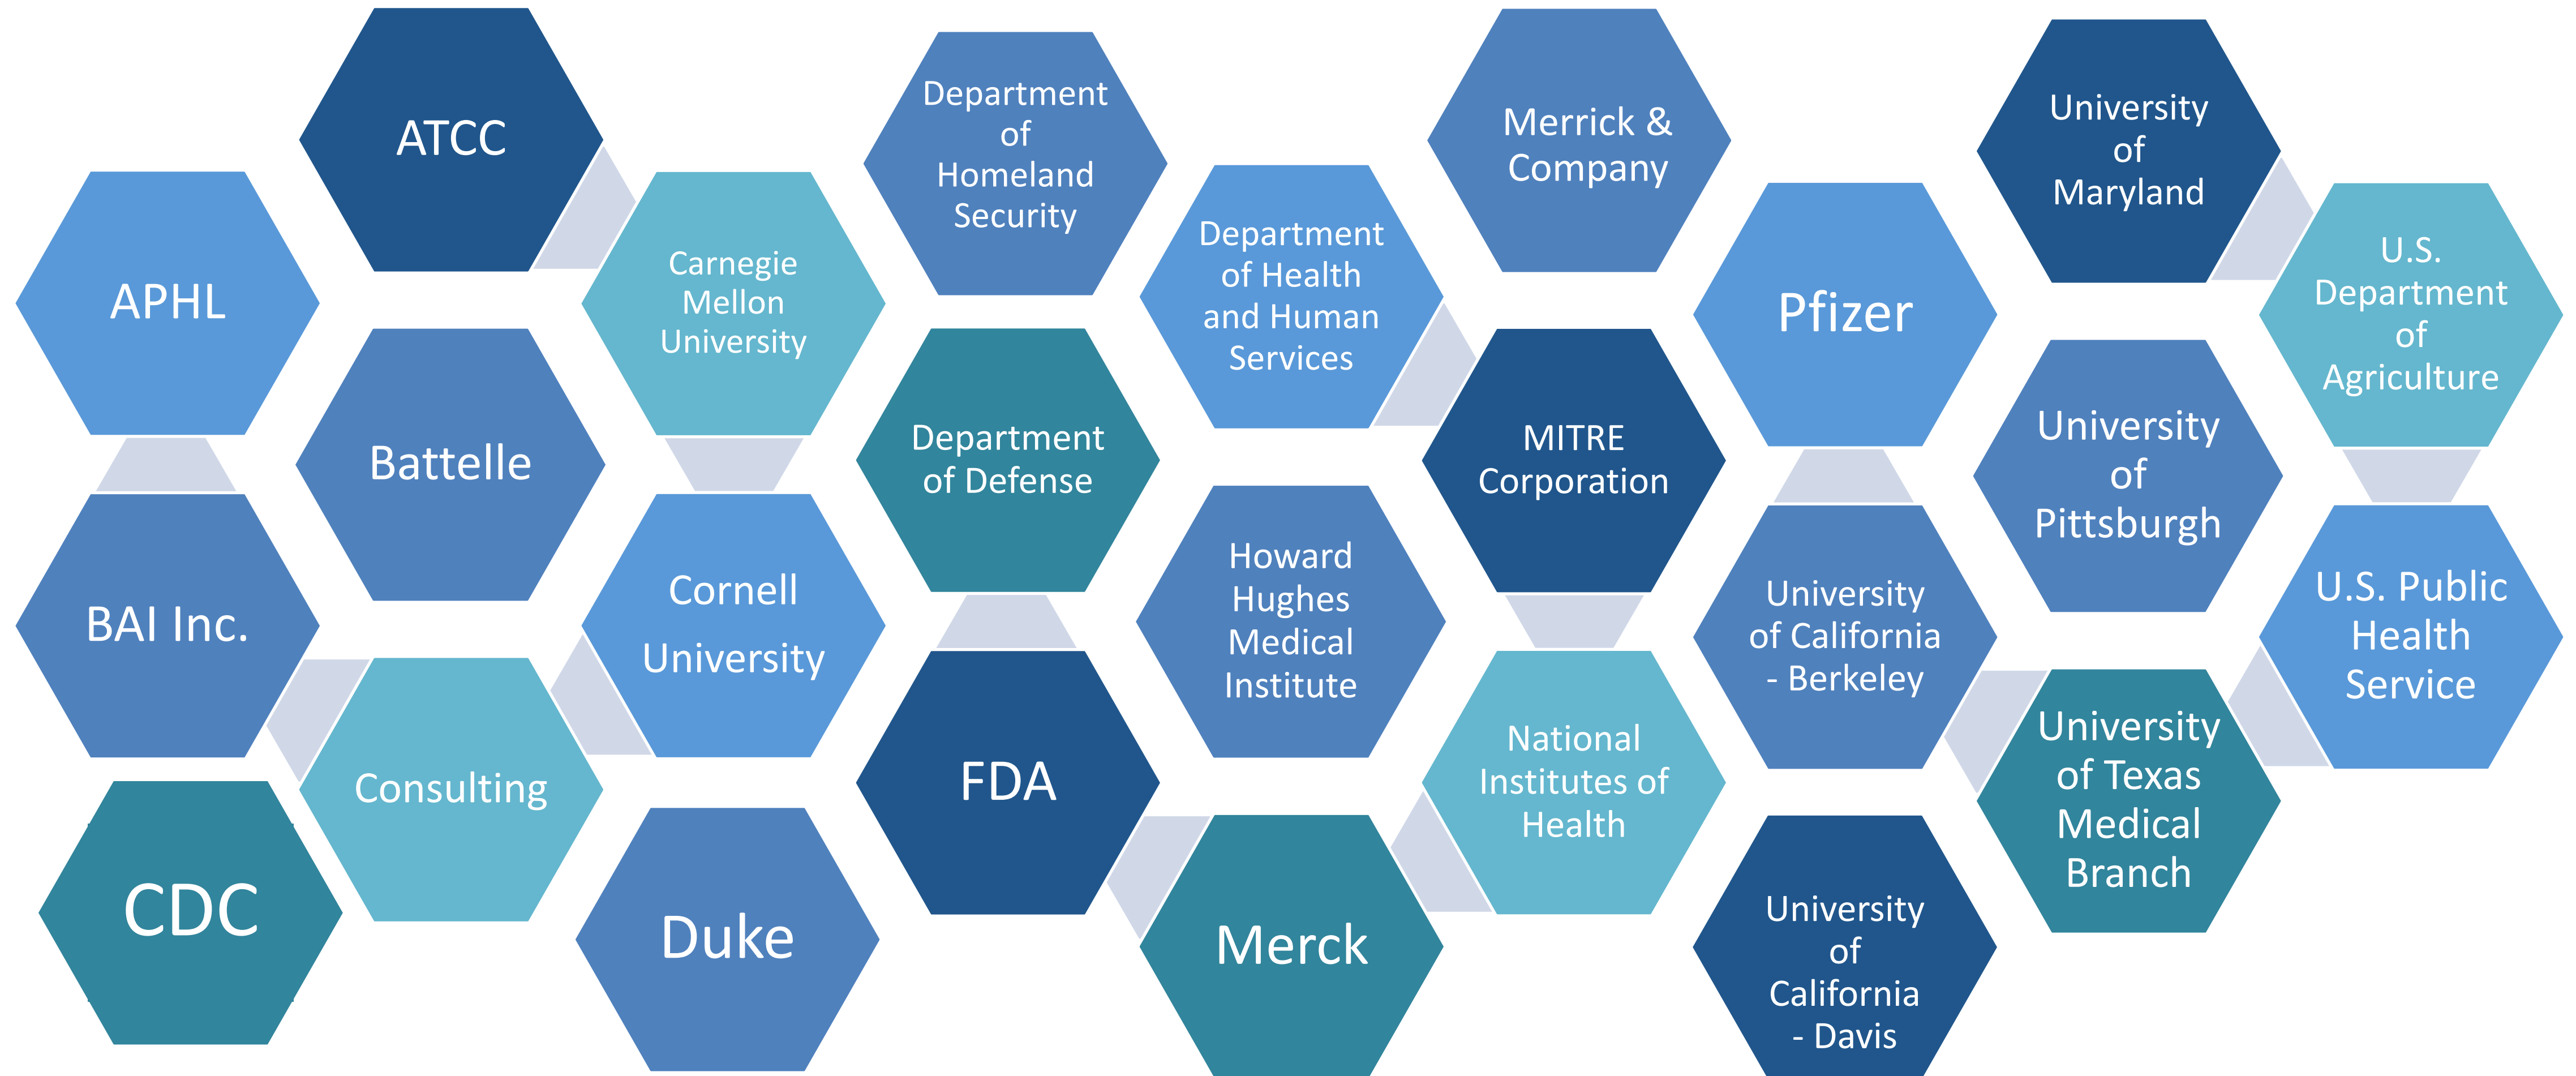 ATCC
APHL
Battelle
BAI Inc.
Consulting
CDC
Carnegie
Mellon
University
Cornell
University
Duke
Department
of
Homeland
Security
Department
of Defense
FDA
Department
of Health
and Human
Services
Howard
Hughes
Medical
Institute
Merck
Merrick &
Company
MITRE
Corporation
National
Institutes of
Health
Pfizer
University
of California
- Berkeley
University
of
California
- Davis
University
of
Maryland
University
of
Pittsburgh
University
of Texas
Medical
Branch
U.S.
Department
of
Agriculture
U.S. Public
Health
Service